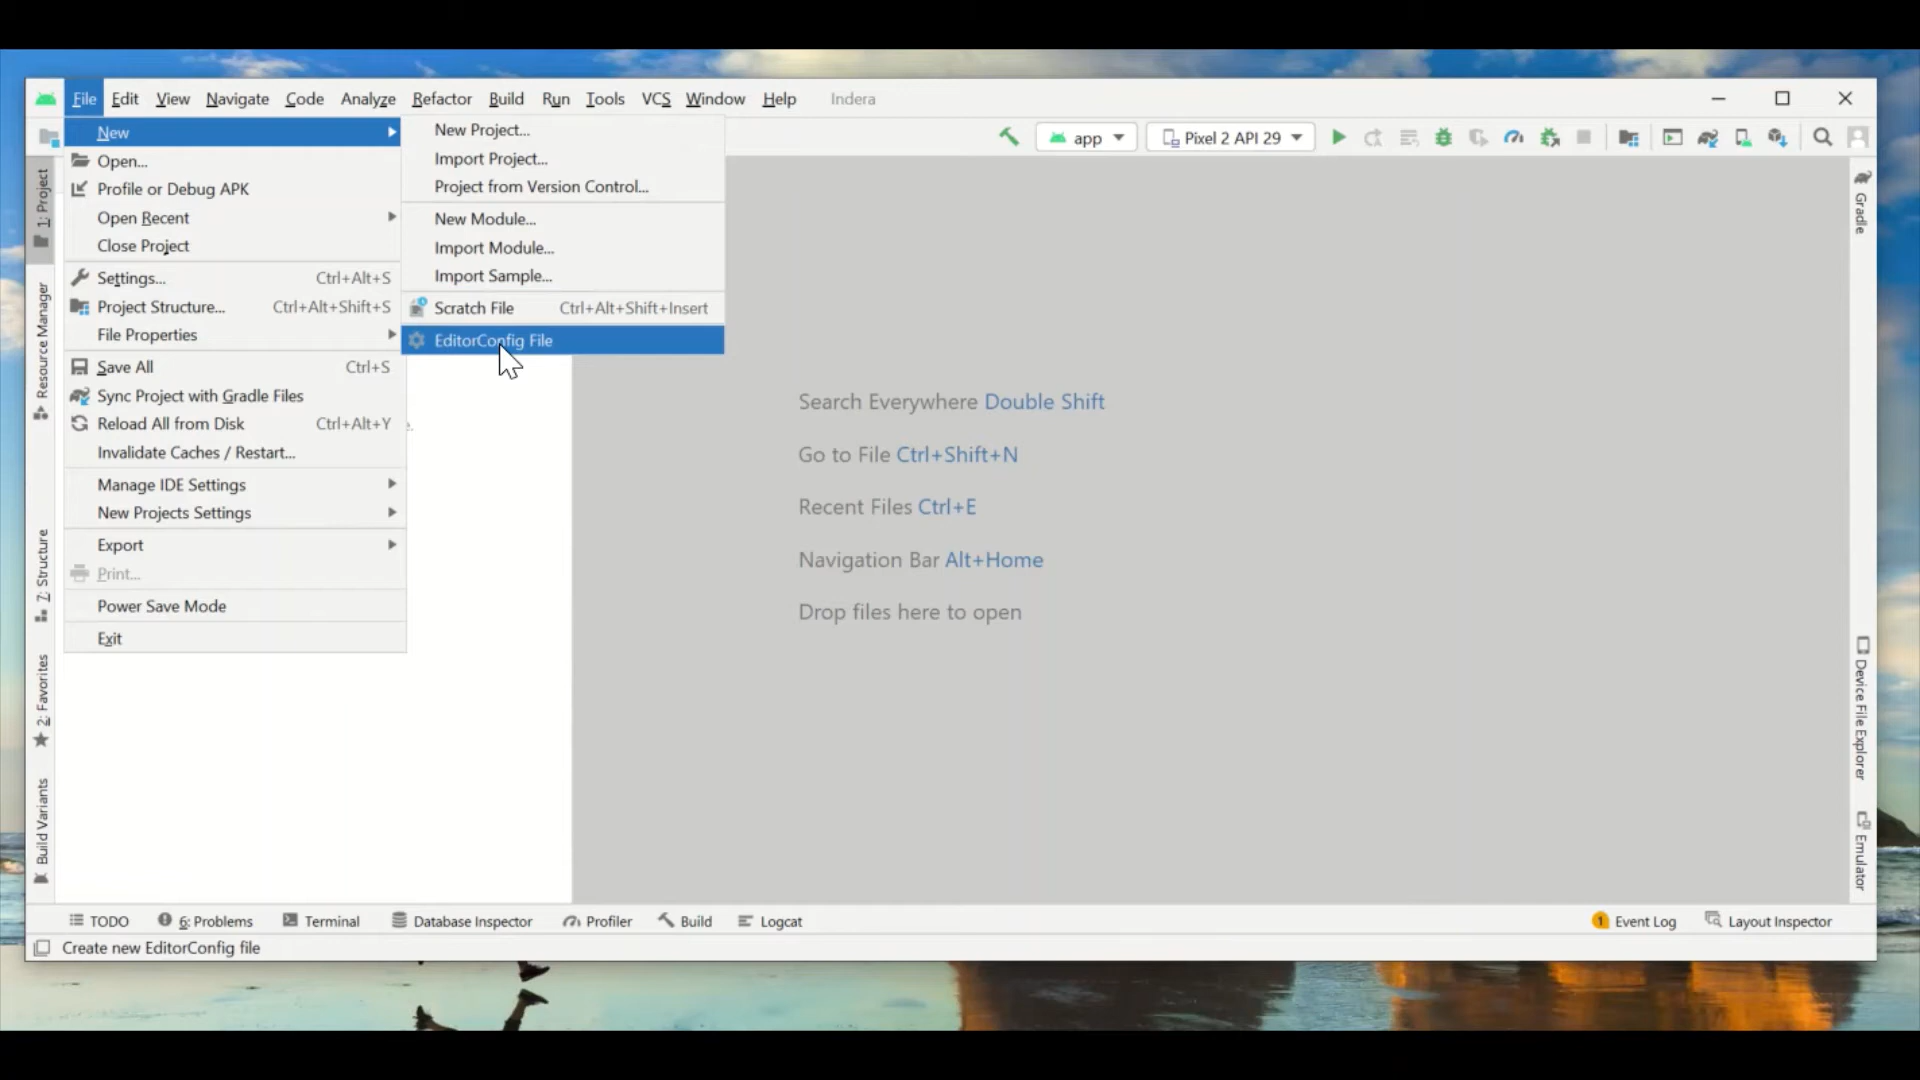 File Edit View Navigate Code Analyze Refactor Build Run Tools VCS Window Help Indera
app Pixel 2 API 29
New
Open...
Profile or Debug APK
Open Recent
Close Project
Settings... Ctrl+Alt+S
Project Structure... Ctrl+Alt+Shift+S
File Properties
Save All Ctrl+S
Sync Project with Gradle Files
Reload All from Disk Ctrl+Alt+Y
Invalidate Caches / Restart...
Manage IDE Settings
New Projects Settings
Export
Print...
Power Save Mode
Exit
New Project...
Import Project...
Project from Version Control...
New Module...
Import Module...
Import Sample...
Scratch File Ctrl+Alt+Shift+Insert
EditorConfig File
1: Project
Resource Manager
7: Structure
2: Favorites
Build Variants
Search Everywhere Double Shift
Go to File Ctrl+Shift+N
Recent Files Ctrl+E
Navigation Bar Alt+Home
Drop files here to open
Gradle
Device File Explorer
Emulator
TODO 6: Problems Terminal Database Inspector Profiler Build Logcat 1 Event Log Layout Inspector
Create new EditorConfig file